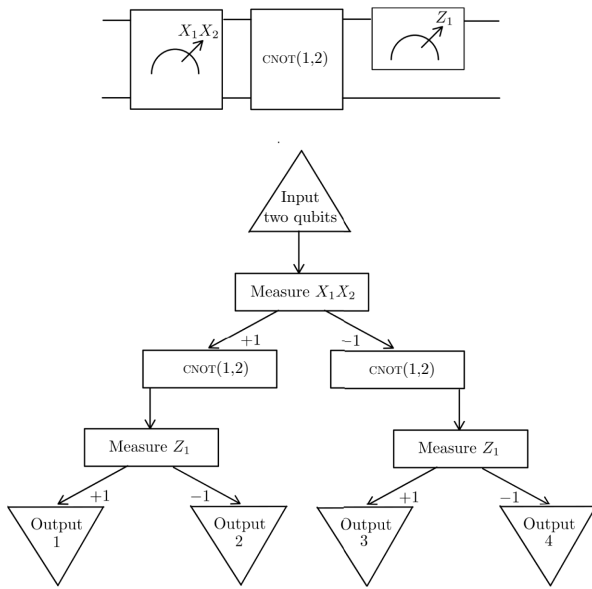 X₁X₂
Z₁
CNOT(1,2)
Input
two qubits
Measure X₁X₂
+1
−1
CNOT(1,2)
CNOT(1,2)
Measure Z₁
Measure Z₁
+1
−1
+1
−1
Output
1
Output
2
Output
3
Output
4